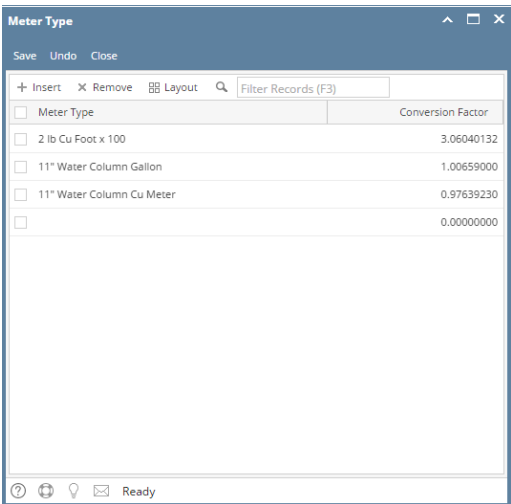 Meter Type
Save Undo Close
Insert Remove Layout Filter Records (F3)
Meter Type Conversion Factor
2 lb Cu Foot x 100 3.06040132
11" Water Column Gallon 1.00659000
11" Water Column Cu Meter 0.97639230
0.00000000
Ready